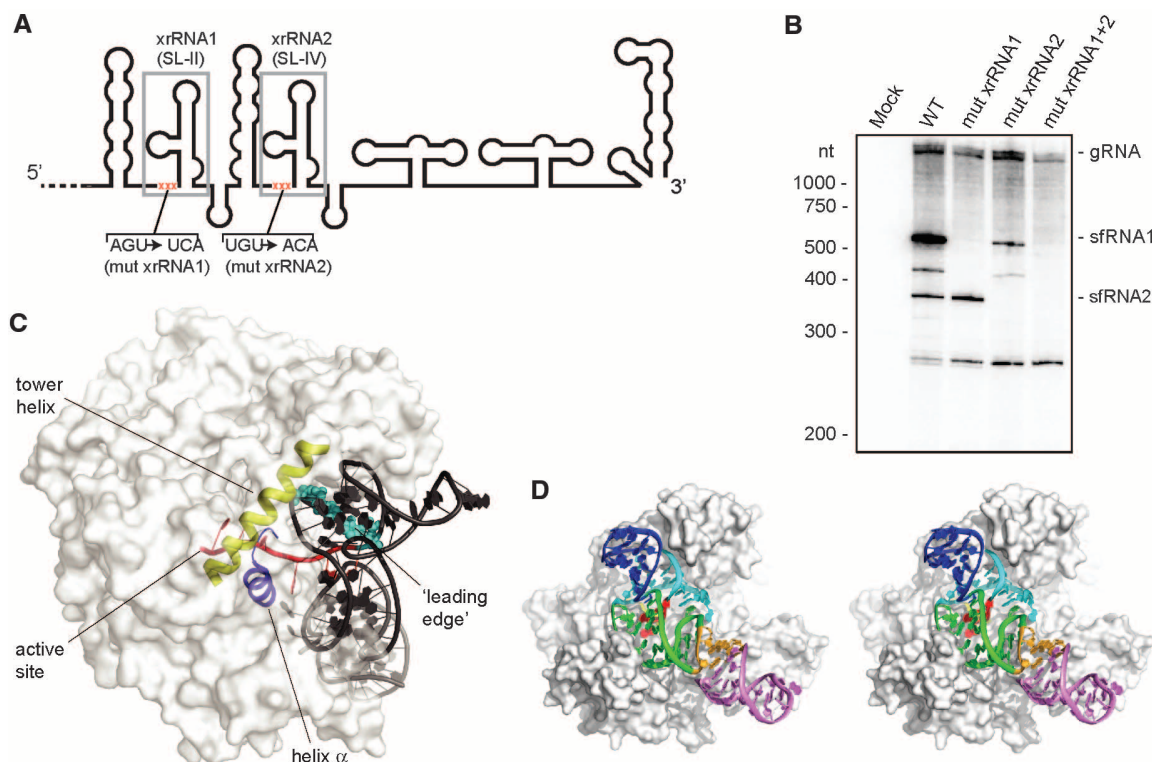 A
xrRNA1
(SL-II)
xrRNA2
(SL-IV)
5'
xxx
xxx
3'
AGU→UCA
(mut xrRNA1)
UGU→ACA
(mut xrRNA2)
B
Mock
WT
mut xrRNA1
mut xrRNA2
mut xrRNA1+2
nt
1000 -
750 -
500 -
400 -
300 -
200 -
- gRNA
- sfRNA1
- sfRNA2
C
tower
helix
active
site
helix α
'leading
edge'
D